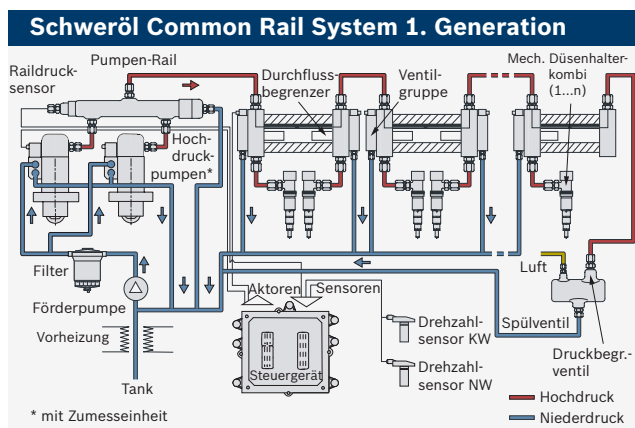 Schweröl Common Rail System 1. Generation
Raildruck-
sensor
Pumpen-Rail
Durchfluss-
begrenzer
Ventil-
gruppe
Mech. Düsenhalter-
kombi
(1...n)
Hoch-
druck-
pumpen*
Filter
Förderpumpe
Vorheizung
Tank
Aktoren
Sensoren
Steuergerät
Drehzahl-
sensor KW
Drehzahl-
sensor NW
Luft
Spülventil
Druckbegr.-
ventil
Hochdruck
Niederdruck
* mit Zumesseinheit